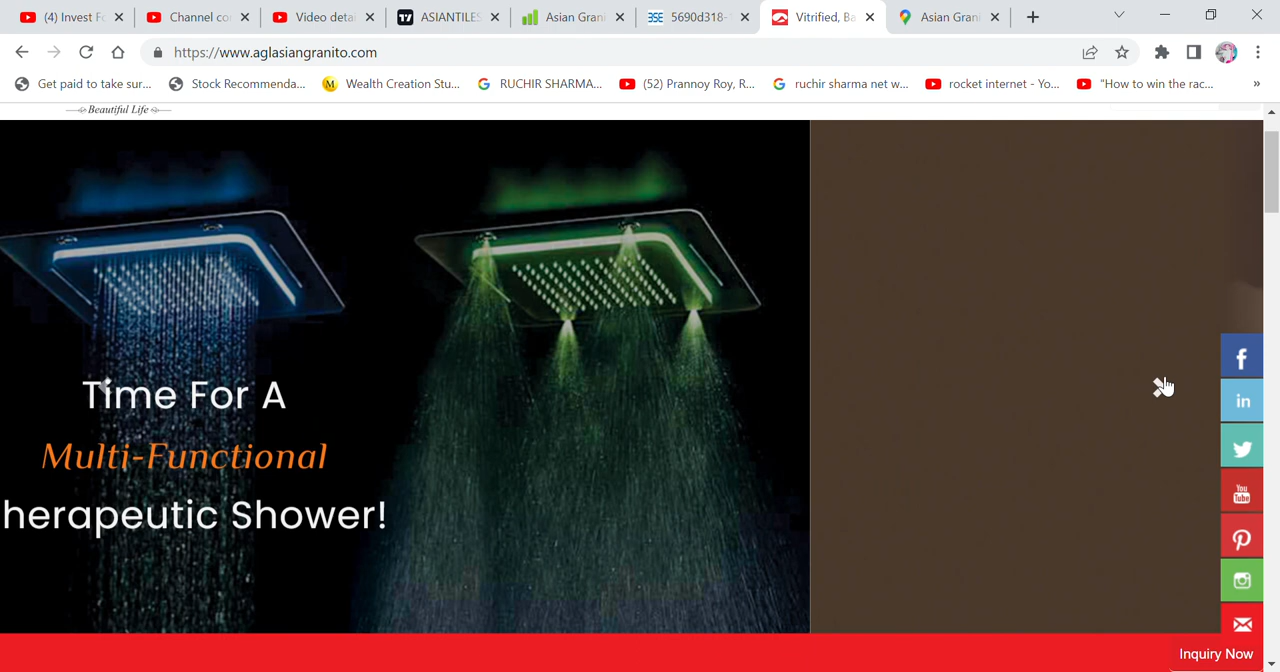 (4) Invest F
Channel co
Video deta
ASIANTILES
Asian Grani
5690d318-
Vitrified, Ba
Asian Grani
https://www.aglasiangranito.com
Get paid to take sur...
Stock Recommenda...
Wealth Creation Stu...
RUCHIR SHARMA...
(52) Prannoy Roy, R...
ruchir sharma net w...
rocket internet - Yo...
"How to win the rac...
»
Beautiful Life
Time For A
Multi-Functional
herapeutic Shower!
You
Tube
Inquiry Now